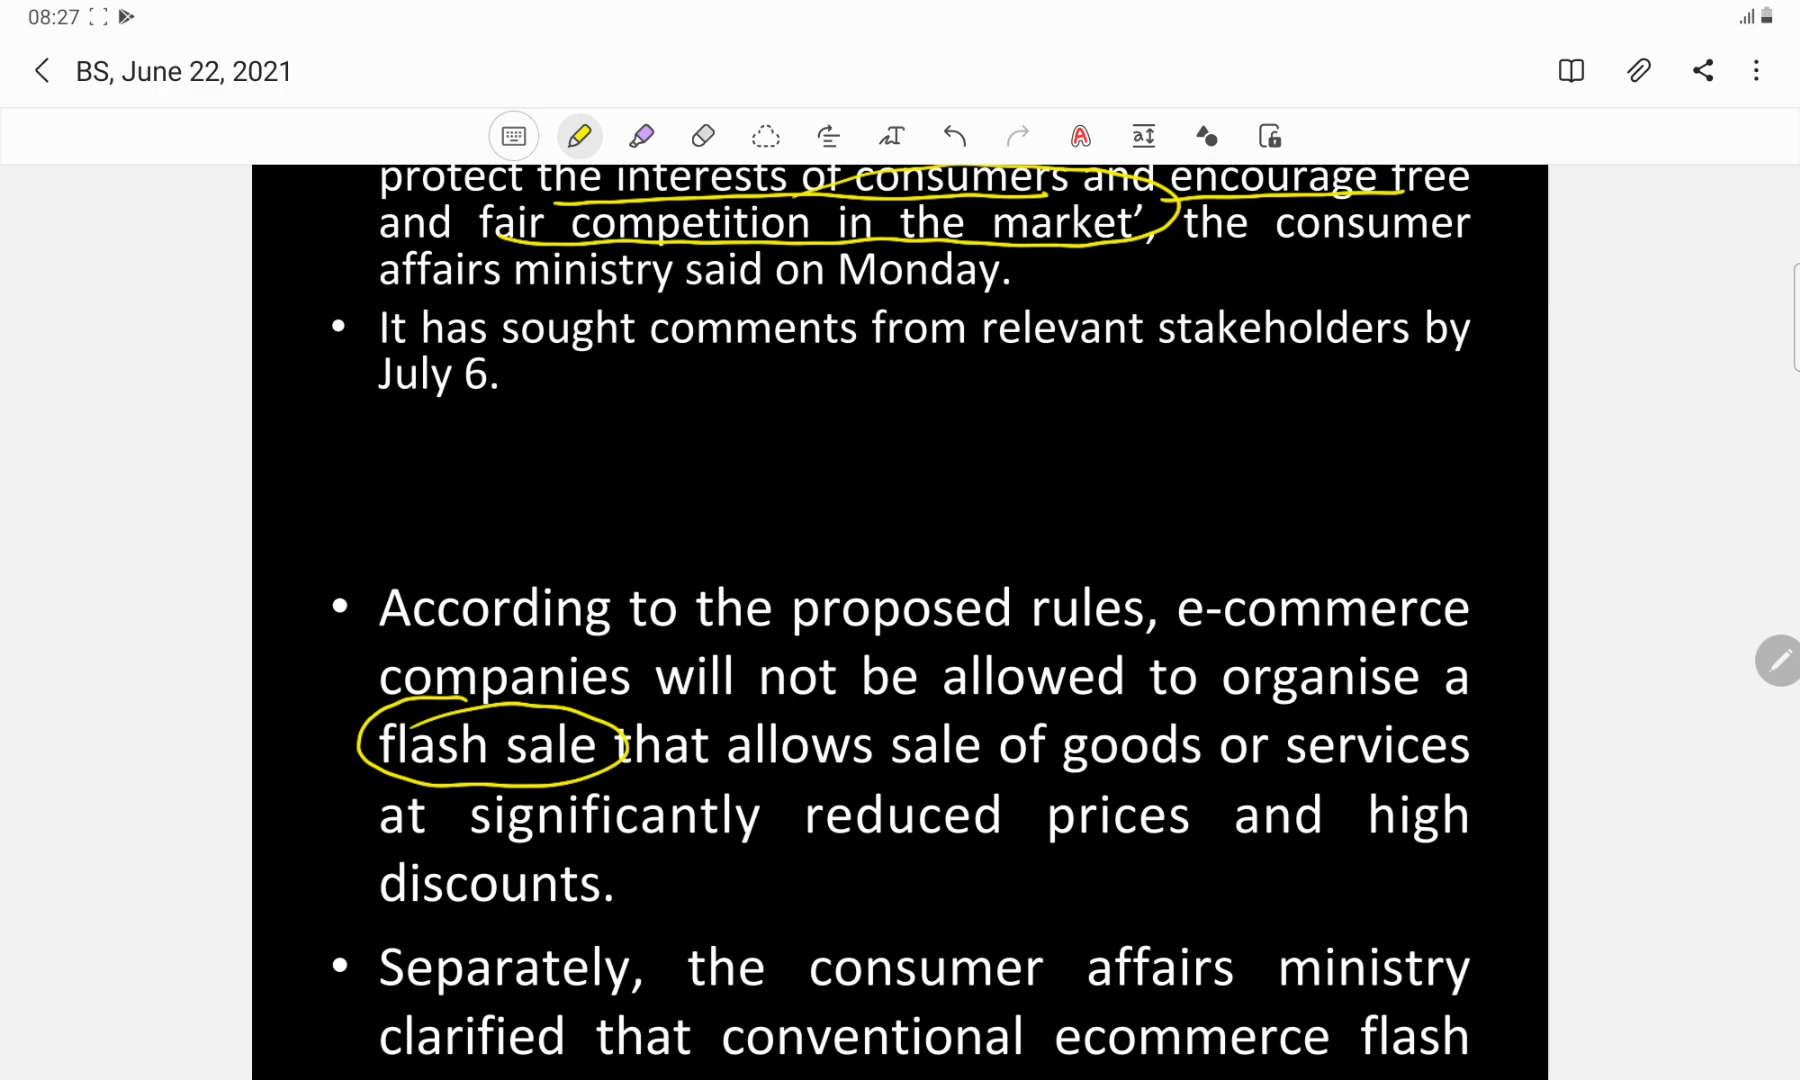 08:27
BS, June 22, 2021
protect the interests of consumers and encourage free
and fair competition in the market’, the consumer
affairs ministry said on Monday.
• It has sought comments from relevant stakeholders by
July 6.
• According to the proposed rules, e-commerce
companies will not be allowed to organise a
flash sale that allows sale of goods or services
at significantly reduced prices and high
discounts.
• Separately, the consumer affairs ministry
clarified that conventional ecommerce flash